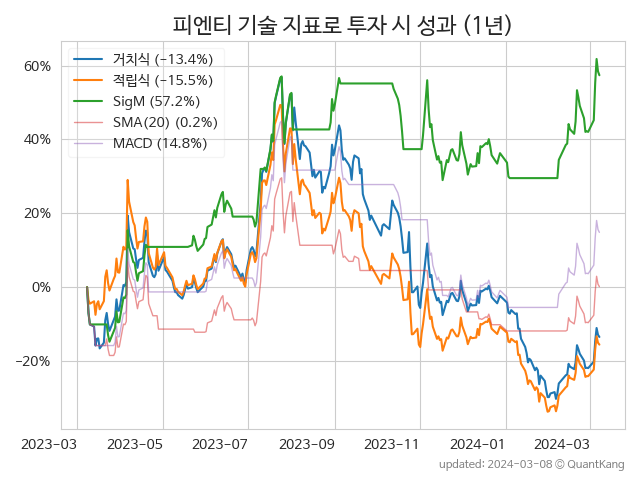 피엔티 기술 지표로 투자 시 성과 (1년)
거치식 (−13.4%)
적립식 (−15.5%)
SigM (57.2%)
SMA(20) (0.2%)
MACD (14.8%)
60%
40%
20%
0%
−20%
2023−03 2023−05 2023−07 2023−09 2023−11 2024−01 2024−03
updated: 2024−03−08 © QuantKang